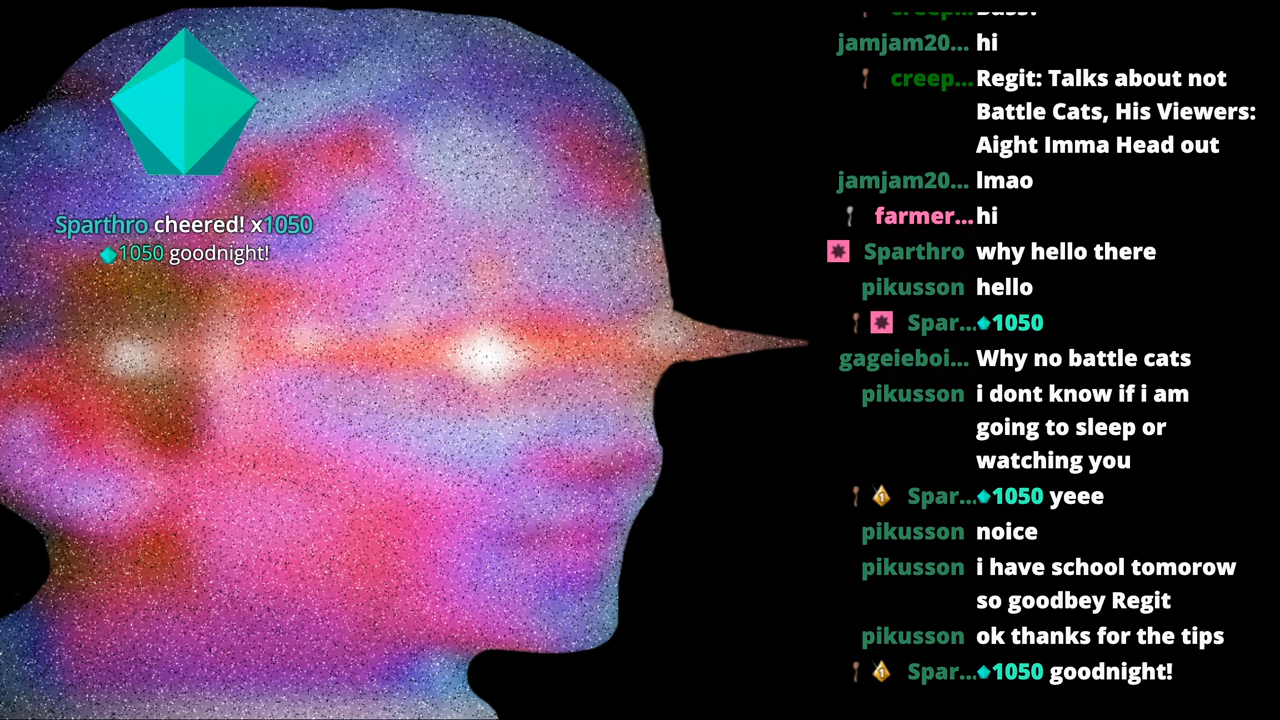 Sparthro cheered! x1050
1050 goodnight!
jamjam20... hi
creep... Regit: Talks about not
Battle Cats, His Viewers:
Aight Imma Head out
jamjam20... lmao
farmer... hi
Sparthro why hello there
pikusson hello
Spar... 1050
gageieboi... Why no battle cats
pikusson i dont know if i am
going to sleep or
watching you
Spar... 1050 yeee
pikusson noice
pikusson i have school tomorow
so goodbey Regit
pikusson ok thanks for the tips
Spar... 1050 goodnight!